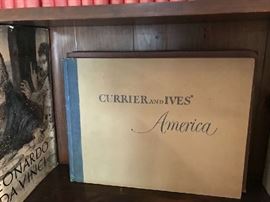 CURRIER AND IVES'
America
LEONARDO
DA VINCI